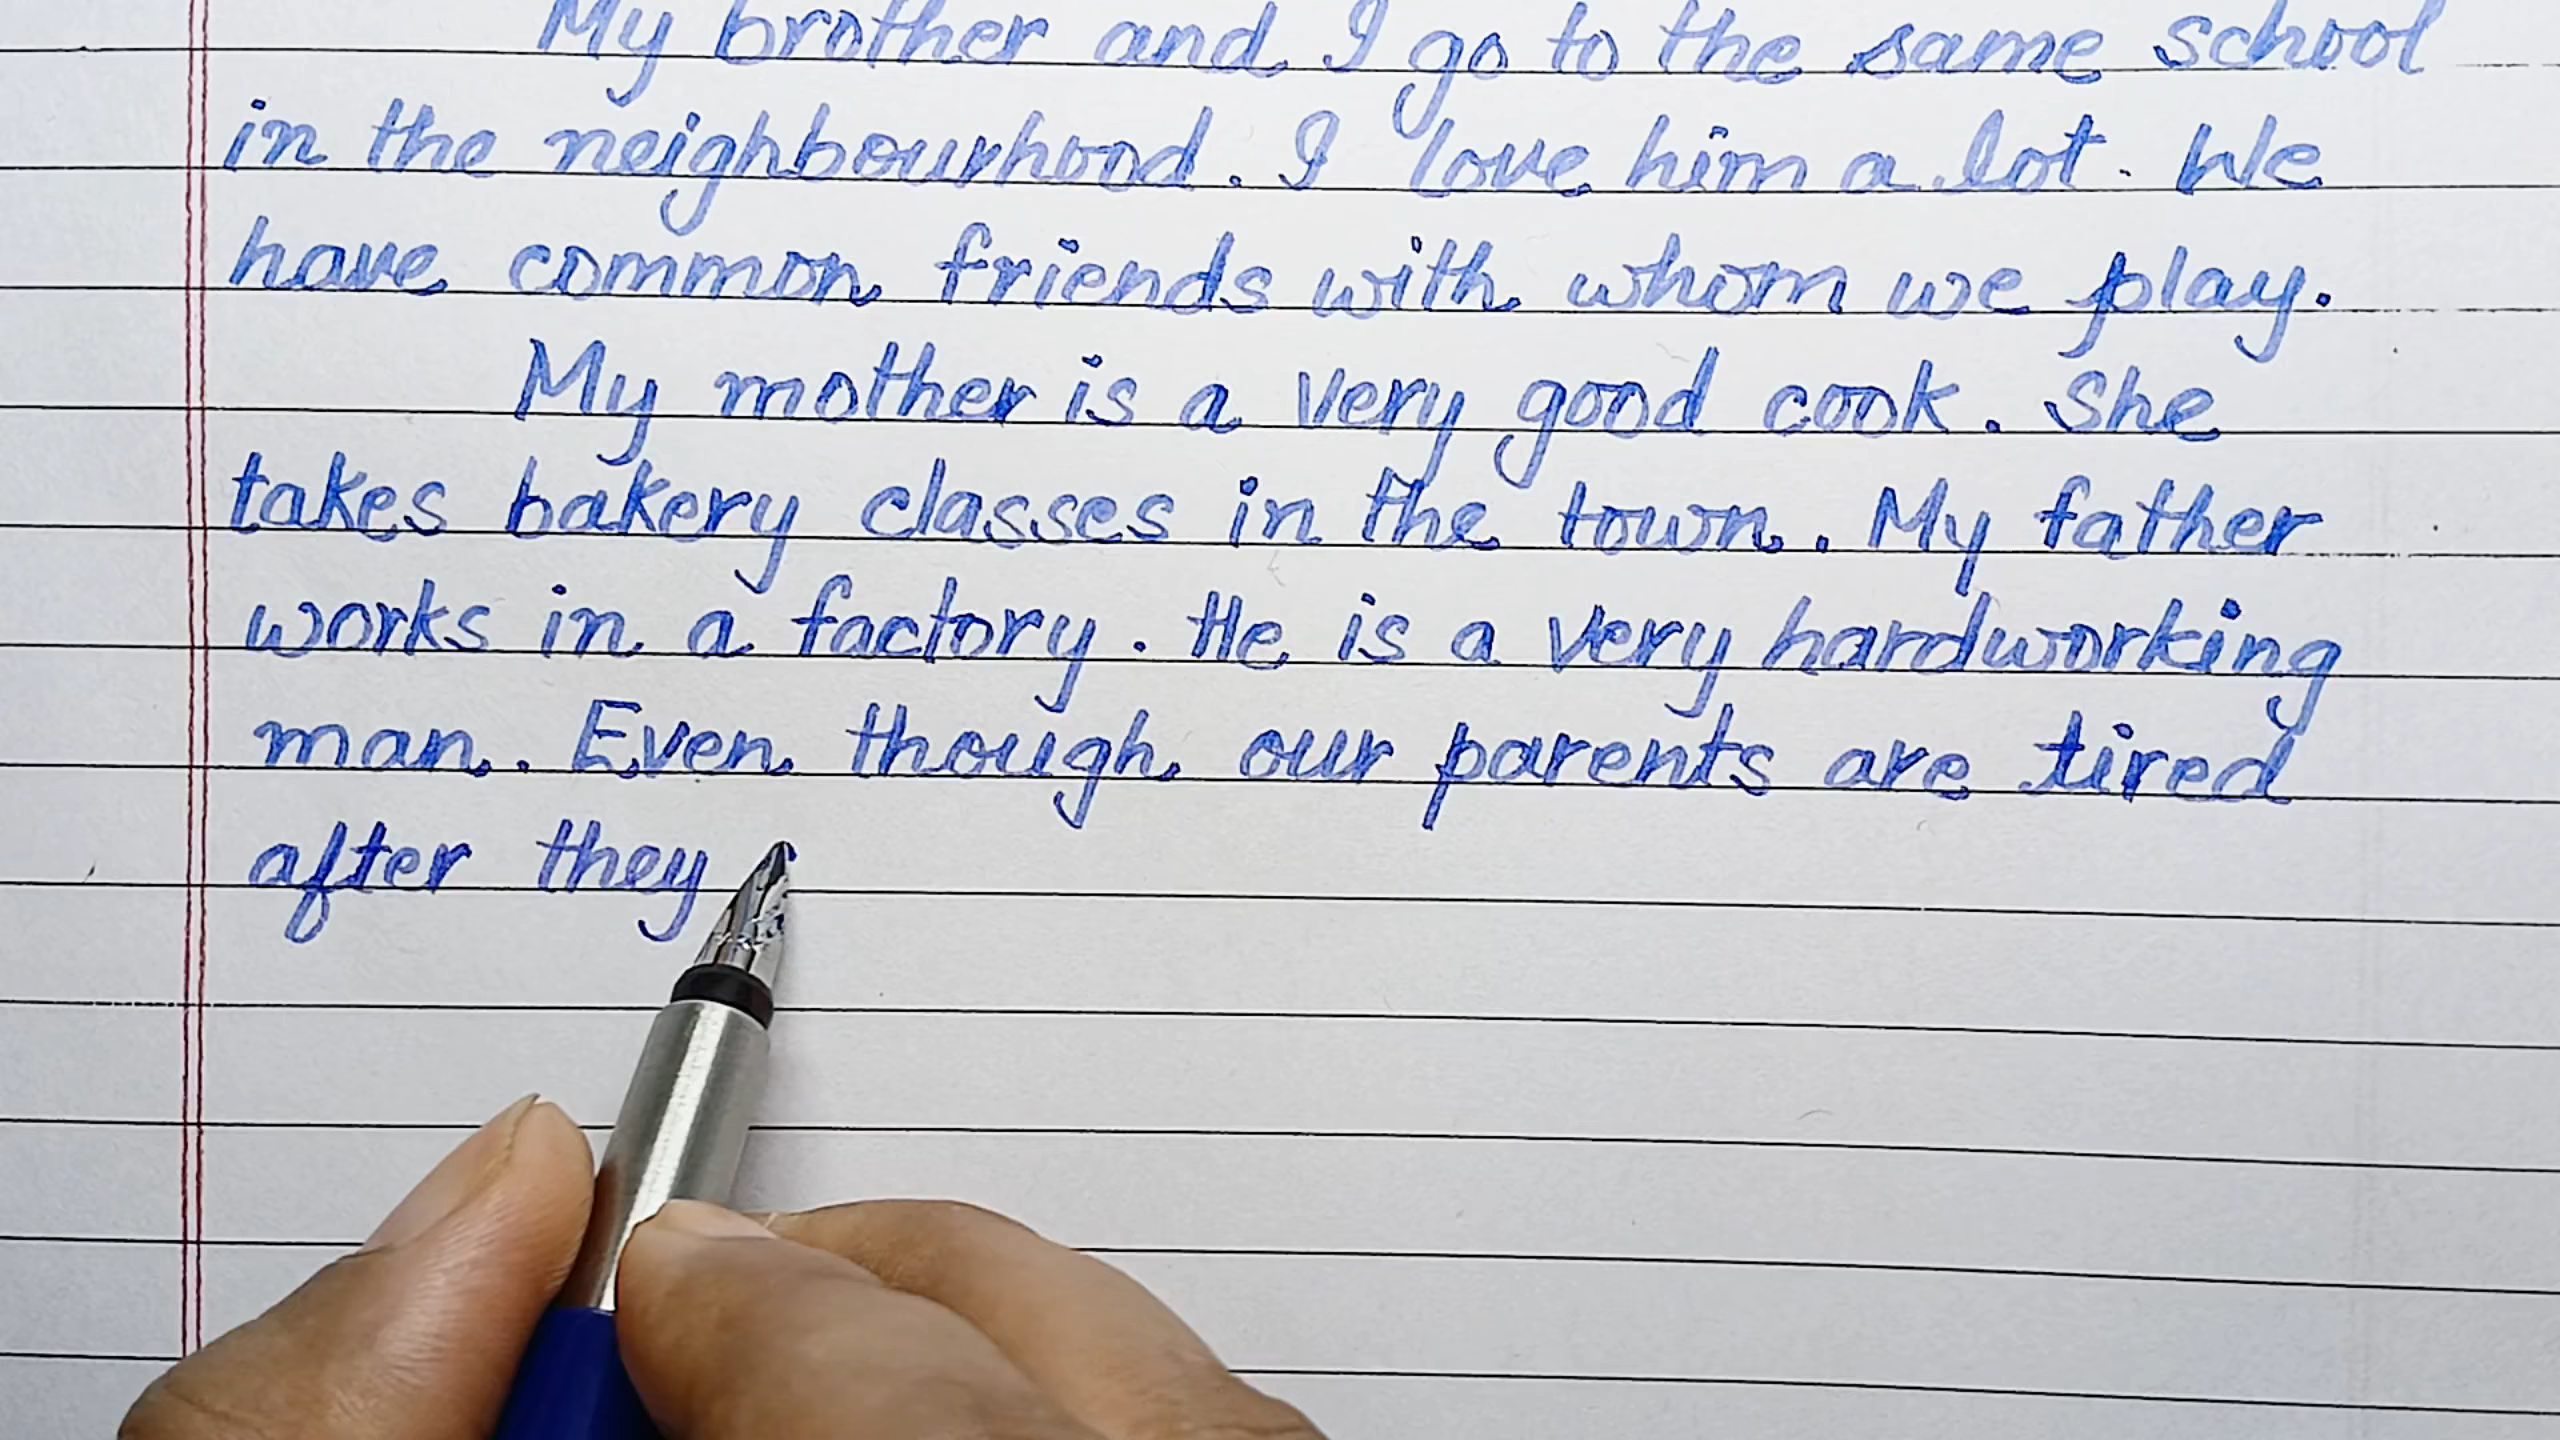 My brother and I go to the same school
in the neighbourhood. I love him a lot. We
have common friends with whom we play.
My mother is a very good cook. She
takes bakery classes in the town. My father
works in a factory. He is a very hardworking
man. Even though our parents are tired
after they